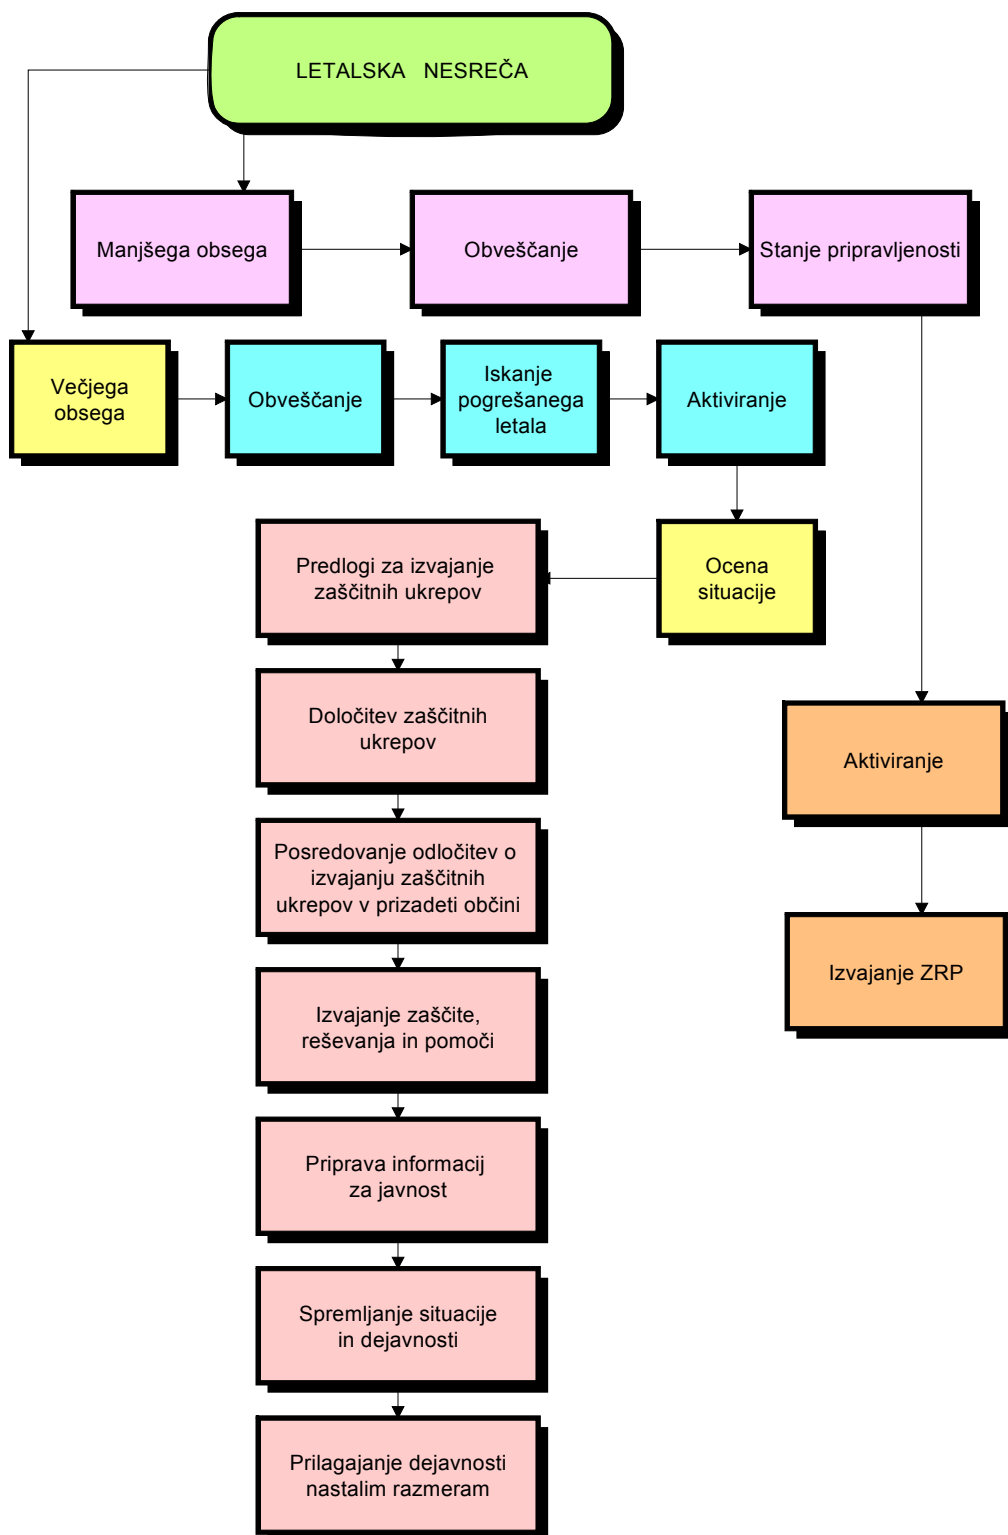 LETALSKA NESREČA
Manjšega obsega
Obveščanje
Stanje pripravljenosti
Večjega
obsega
Obveščanje
Iskanje
pogrešanega
letala
Aktiviranje
Predlogi za izvajanje
zaščitnih ukrepov
Ocena
situacije
Določitev zaščitnih
ukrepov
Aktiviranje
Posredovanje odločitev o
izvajanju zaščitnih
ukrepov v prizadeti občini
Izvajanje ZRP
Izvajanje zaščite,
reševanja in pomoči
Priprava informacij
za javnost
Spremljanje situacije
in dejavnosti
Prilagajanje dejavnosti
nastalim razmeram